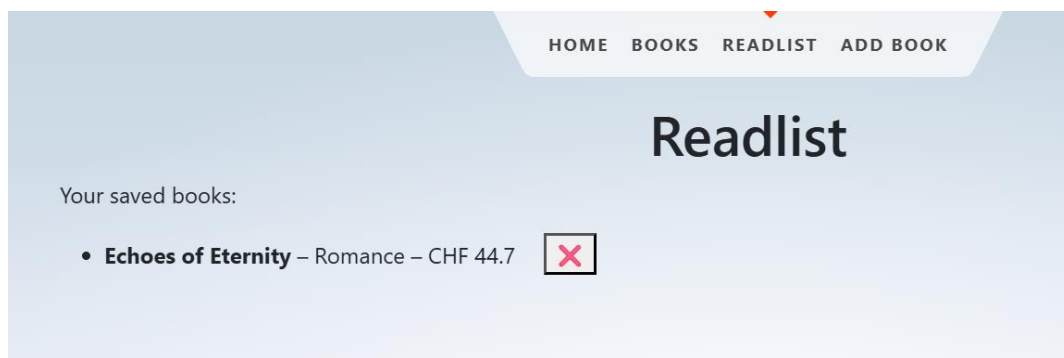 HOME BOOKS READLIST ADD BOOK
Readlist
Your saved books:
• Echoes of Eternity – Romance – CHF 44.7 ❌